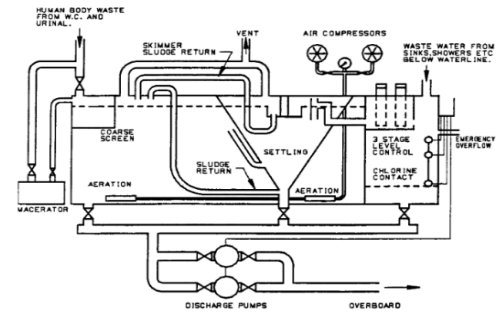 HUMAN BODY WASTE
FROM W.C. AND
URINAL.
VENT
AIR COMPRESSORS
SKIMMER
SLUDGE RETURN
WASTE WATER FROM
SINKS,SHOWERS ETC
BELOW WATERLINE.
COARSE
SCREEN
SETTLING
3 STAGE
LEVEL
CONTROL
EMERGENCY
OVERFLOW
SLUDGE
RETURN
CHLORINE
CONTACT
AERATION
AERATION
MACERATOR
DISCHARGE PUMPS
OVERBOARD